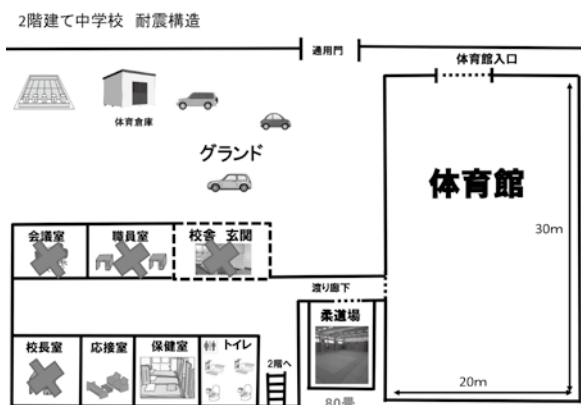 2階建て中学校 耐震構造
通用門
体育館入口
体育倉庫
グランド
体育館
30m
会議室
職員室
校舎 玄関
渡り廊下
柔道場
校長室
応接室
保健室
トイレ
2階へ
20m
80畳